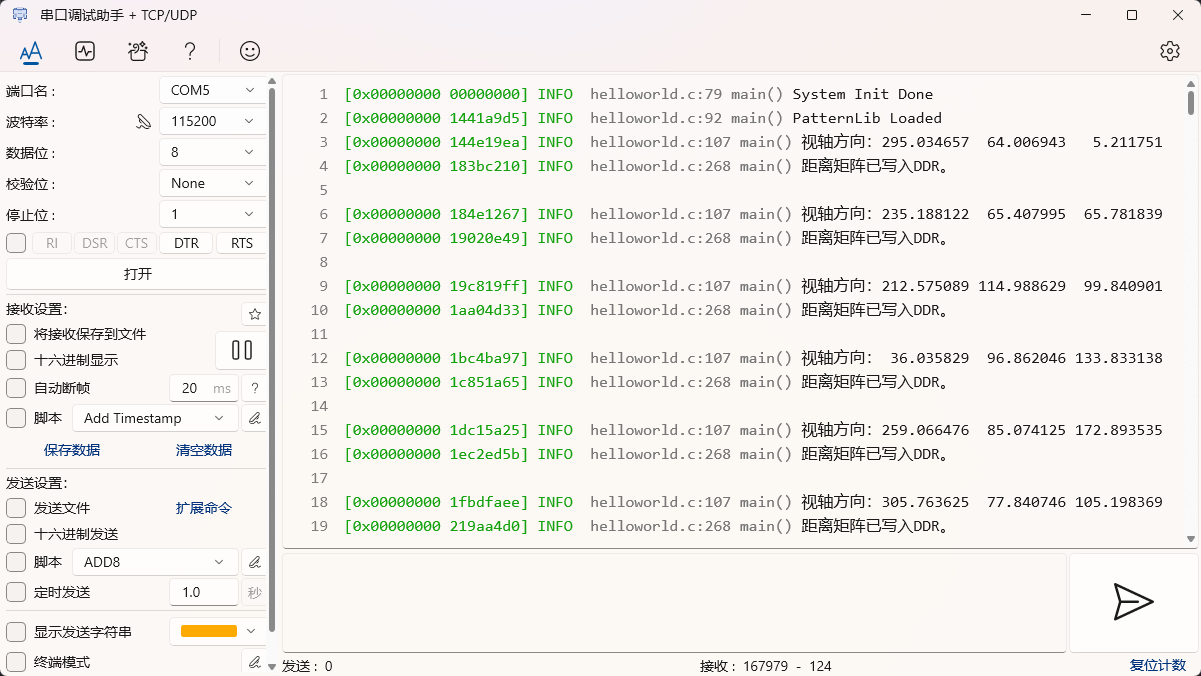 串口调试助手 + TCP/UDP
端口名: COM5
波特率: 115200
数据位: 8
校验位: None
停止位: 1
RI DSR CTS DTR RTS
打开
接收设置:
将接收保存到文件
十六进制显示
自动断帧 20 ms ?
脚本 Add Timestamp
保存数据 清空数据
发送设置:
发送文件 扩展命令
十六进制发送
脚本 ADD8
定时发送 1.0 秒
显示发送字符串
终端模式
1 [0x00000000 00000000] INFO helloworld.c:79 main() System Init Done
2 [0x00000000 1441a9d5] INFO helloworld.c:92 main() PatternLib Loaded
3 [0x00000000 144e19ea] INFO helloworld.c:107 main() 视轴方向: 295.034657 64.006943 5.211751
4 [0x00000000 183bc210] INFO helloworld.c:268 main() 距离矩阵已写入DDR。
5
6 [0x00000000 184e1267] INFO helloworld.c:107 main() 视轴方向: 235.188122 65.407995 65.781839
7 [0x00000000 19020e49] INFO helloworld.c:268 main() 距离矩阵已写入DDR。
8
9 [0x00000000 19c819ff] INFO helloworld.c:107 main() 视轴方向: 212.575089 114.988629 99.840901
10 [0x00000000 1aa04d33] INFO helloworld.c:268 main() 距离矩阵已写入DDR。
11
12 [0x00000000 1bc4ba97] INFO helloworld.c:107 main() 视轴方向: 36.035829 96.862046 133.833138
13 [0x00000000 1c851a65] INFO helloworld.c:268 main() 距离矩阵已写入DDR。
14
15 [0x00000000 1dc15a25] INFO helloworld.c:107 main() 视轴方向: 259.066476 85.074125 172.893535
16 [0x00000000 1ec2ed5b] INFO helloworld.c:268 main() 距离矩阵已写入DDR。
17
18 [0x00000000 1fbdfaee] INFO helloworld.c:107 main() 视轴方向: 305.763625 77.840746 105.198369
19 [0x00000000 219aa4d0] INFO helloworld.c:268 main() 距离矩阵已写入DDR。
发送: 0 接收: 167979 - 124 复位计数